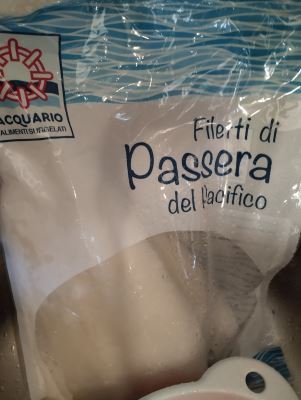 ACQUARIO
ALIMENTI SURGELATI
Filetti di
Passera
del Pacifico